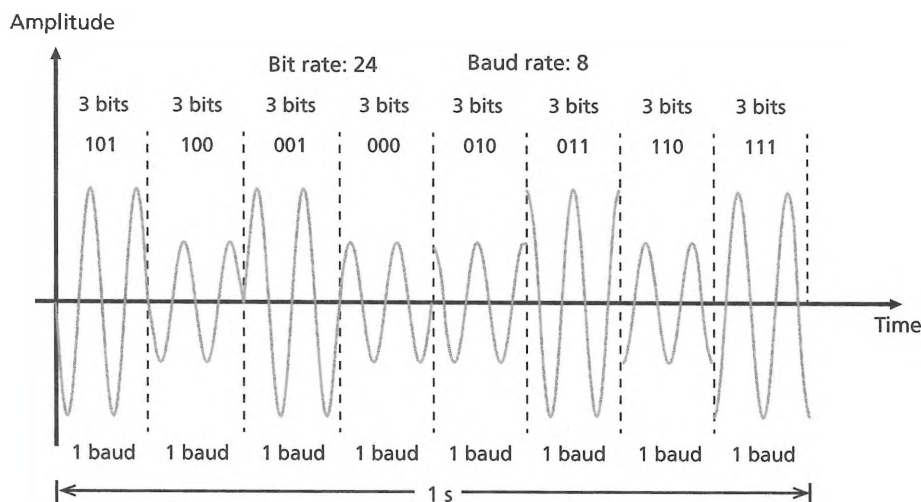 Amplitude
Bit rate: 24 Baud rate: 8
3 bits 3 bits 3 bits 3 bits 3 bits 3 bits 3 bits 3 bits
101 100 001 000 010 011 110 111
Time
1 baud 1 baud 1 baud 1 baud 1 baud 1 baud 1 baud 1 baud
1 s